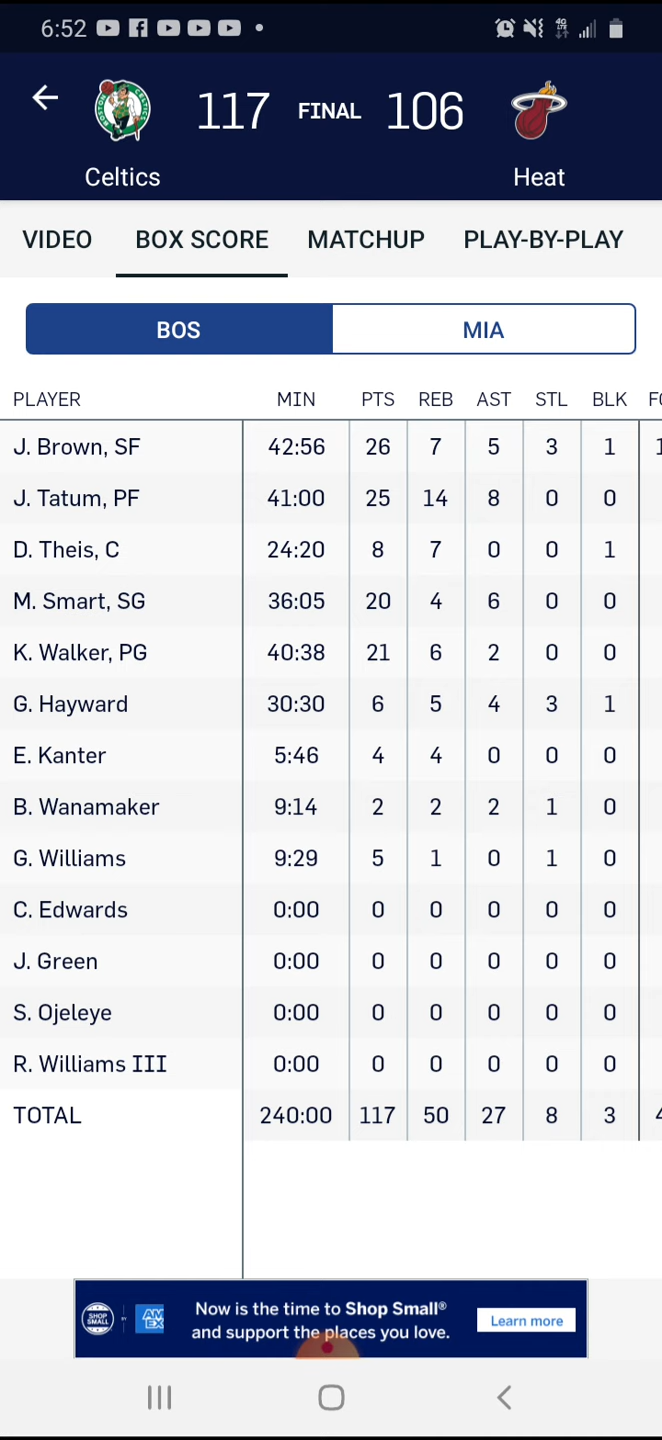 6:52
117 FINAL 106
Celtics Heat
VIDEO BOX SCORE MATCHUP PLAY-BY-PLAY
BOS MIA
PLAYER MIN PTS REB AST STL BLK
J. Brown, SF 42:56 26 7 5 3 1
J. Tatum, PF 41:00 25 14 8 0 0
D. Theis, C 24:20 8 7 0 0 1
M. Smart, SG 36:05 20 4 6 0 0
K. Walker, PG 40:38 21 6 2 0 0
G. Hayward 30:30 6 5 4 3 1
E. Kanter 5:46 4 4 0 0 0
B. Wanamaker 9:14 2 2 2 1 0
G. Williams 9:29 5 1 0 1 0
C. Edwards 0:00 0 0 0 0 0
J. Green 0:00 0 0 0 0 0
S. Ojeleye 0:00 0 0 0 0 0
R. Williams III 0:00 0 0 0 0 0
TOTAL 240:00 117 50 27 8 3
SHOP SMALL
BY
AMEX
Now is the time to Shop Small®
and support the places you love.
Learn more